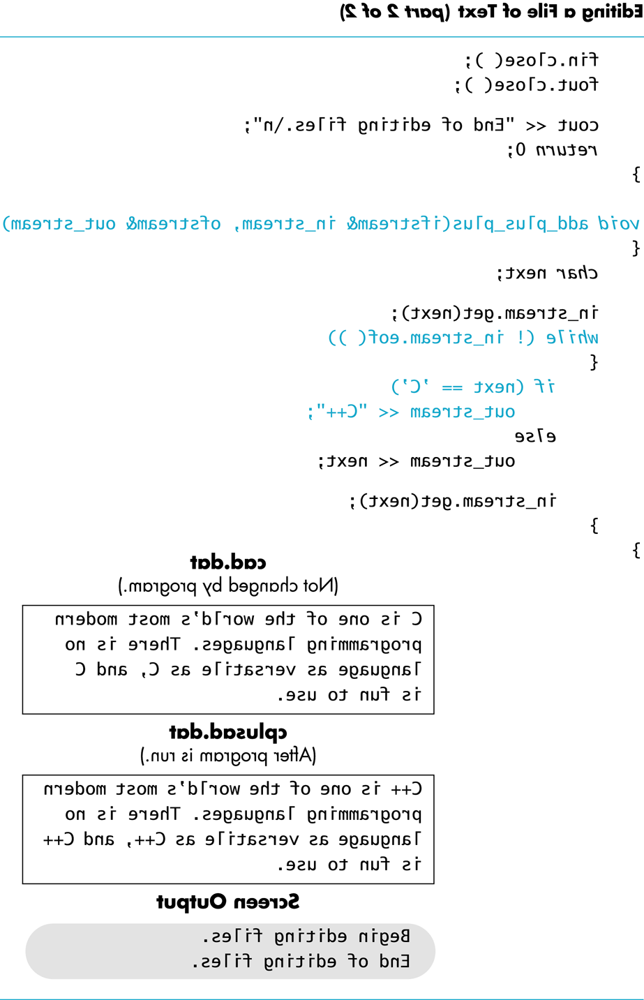 Editing a File of Text (part 2 of 2)
fin.close( );
fout.close( );
cout << "End of editing files.\n";
return 0;
}
void add_plus_plus(ifstream& in_stream, ofstream& out_stream)
{
char next;
in_stream.get(next);
while (! in_stream.eof( ))
{
if (next == 'C')
out_stream << "C++";
else
out_stream << next;
in_stream.get(next);
}
}
cad.dat
(Not changed by program.)
C is one of the world's most modern
programming languages. There is no
language as versatile as C, and C
is fun to use.
cplusad.dat
(After program is run.)
C++ is one of the world's most modern
programming languages. There is no
language as versatile as C++, and C++
is fun to use.
Screen Output
Begin editing files.
End of editing files.